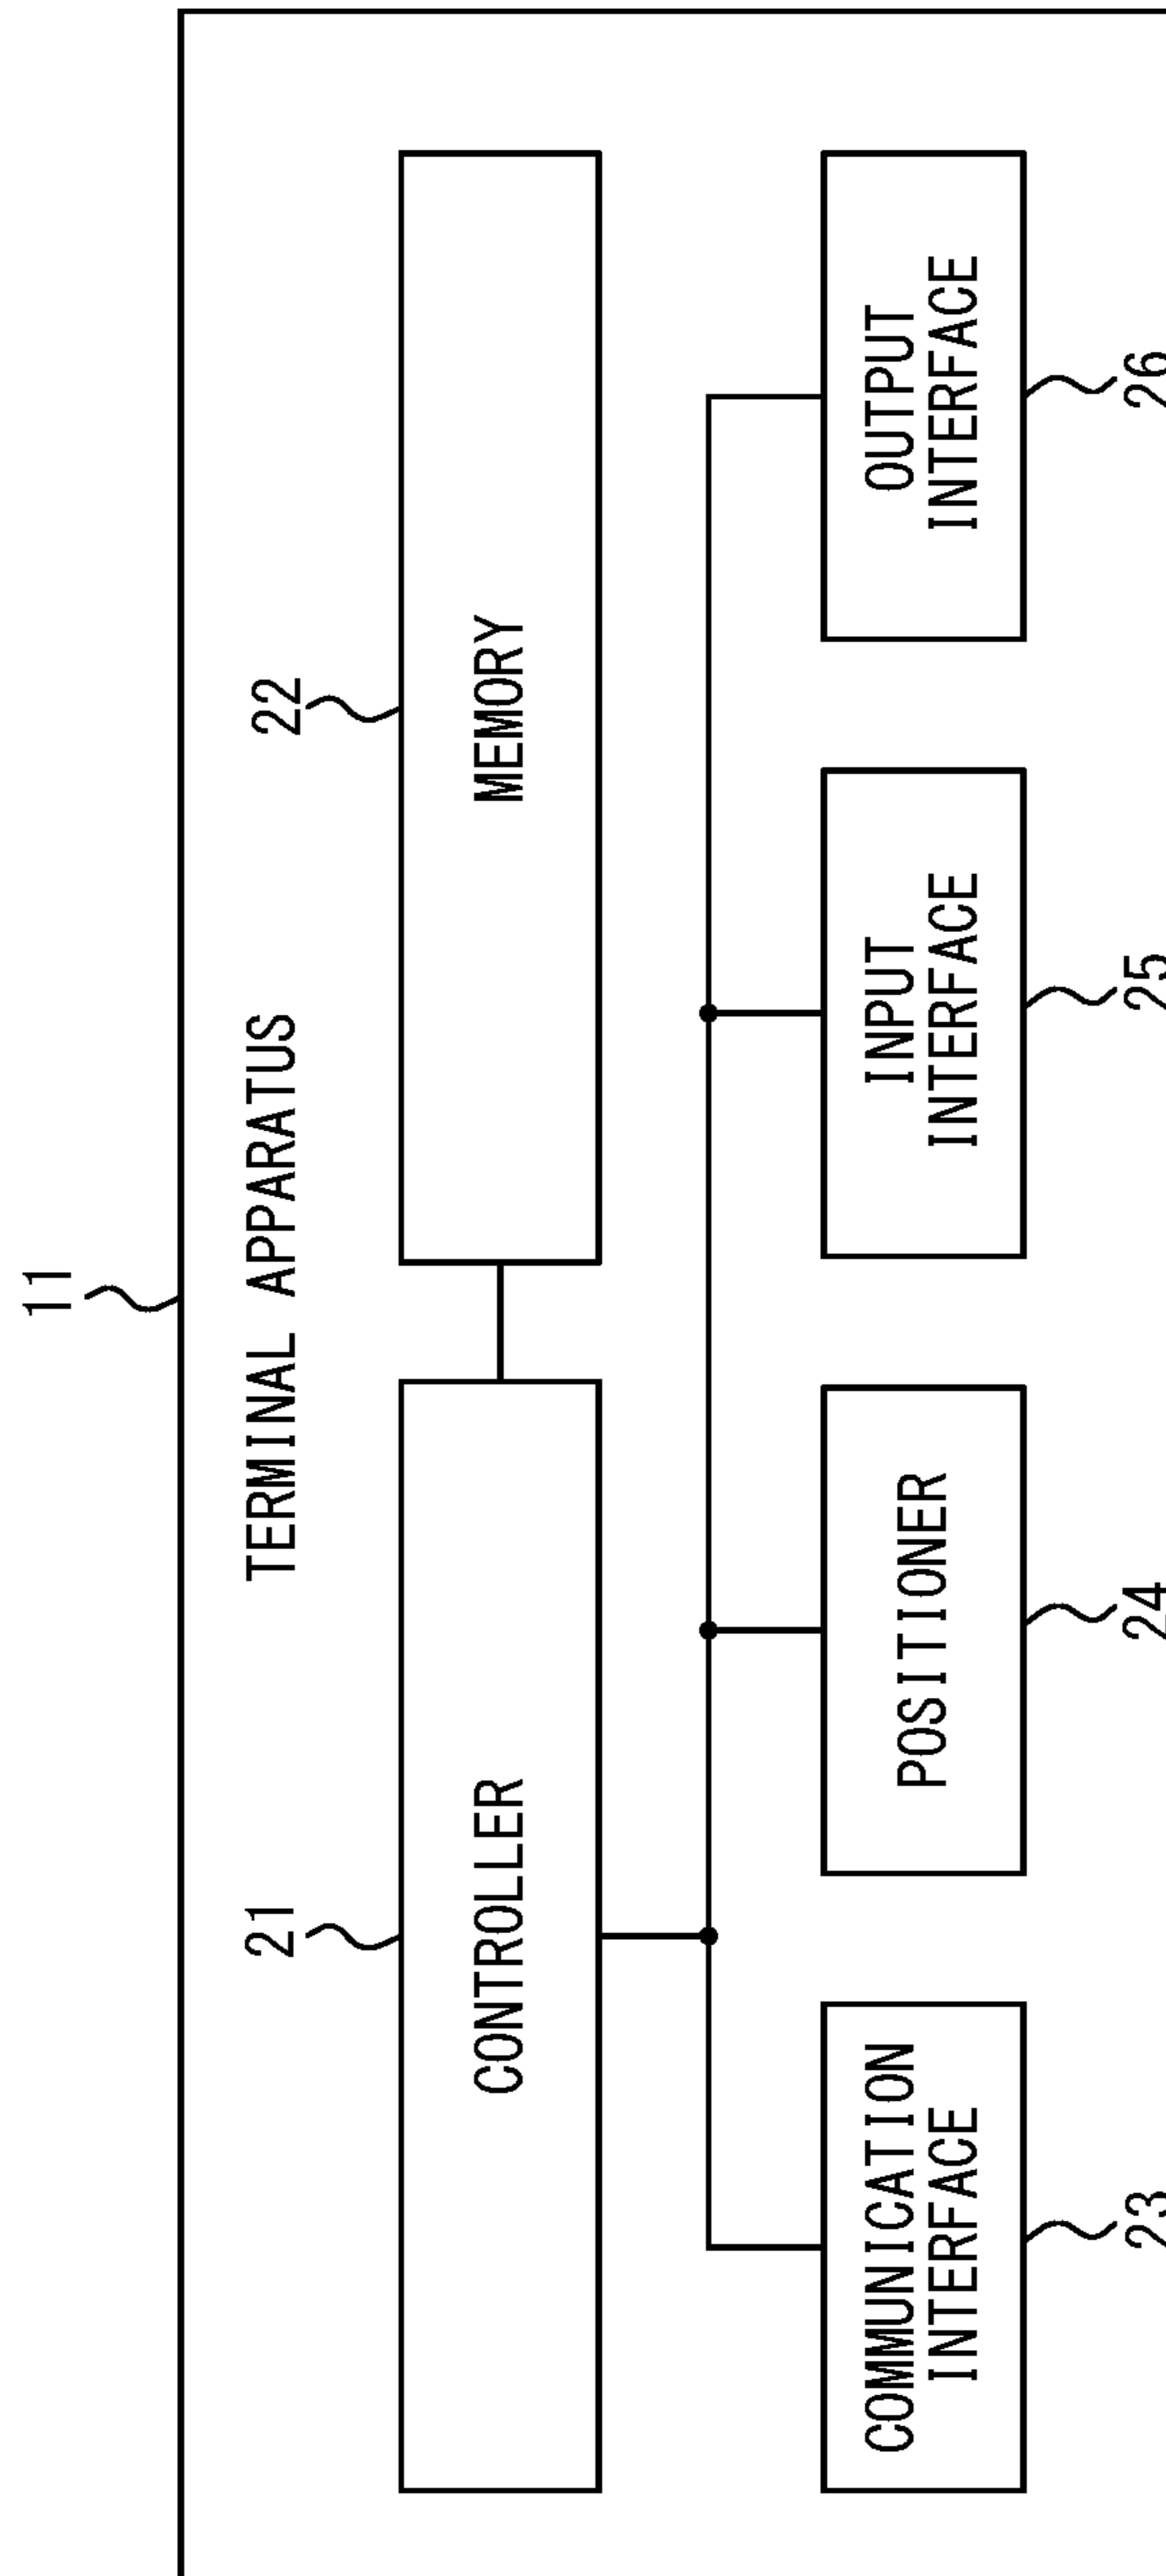 11
TERMINAL APPARATUS
21
22
CONTROLLER
MEMORY
COMMUNICATION
INTERFACE
POSITIONER
INPUT
INTERFACE
OUTPUT
INTERFACE
23
24
25
26